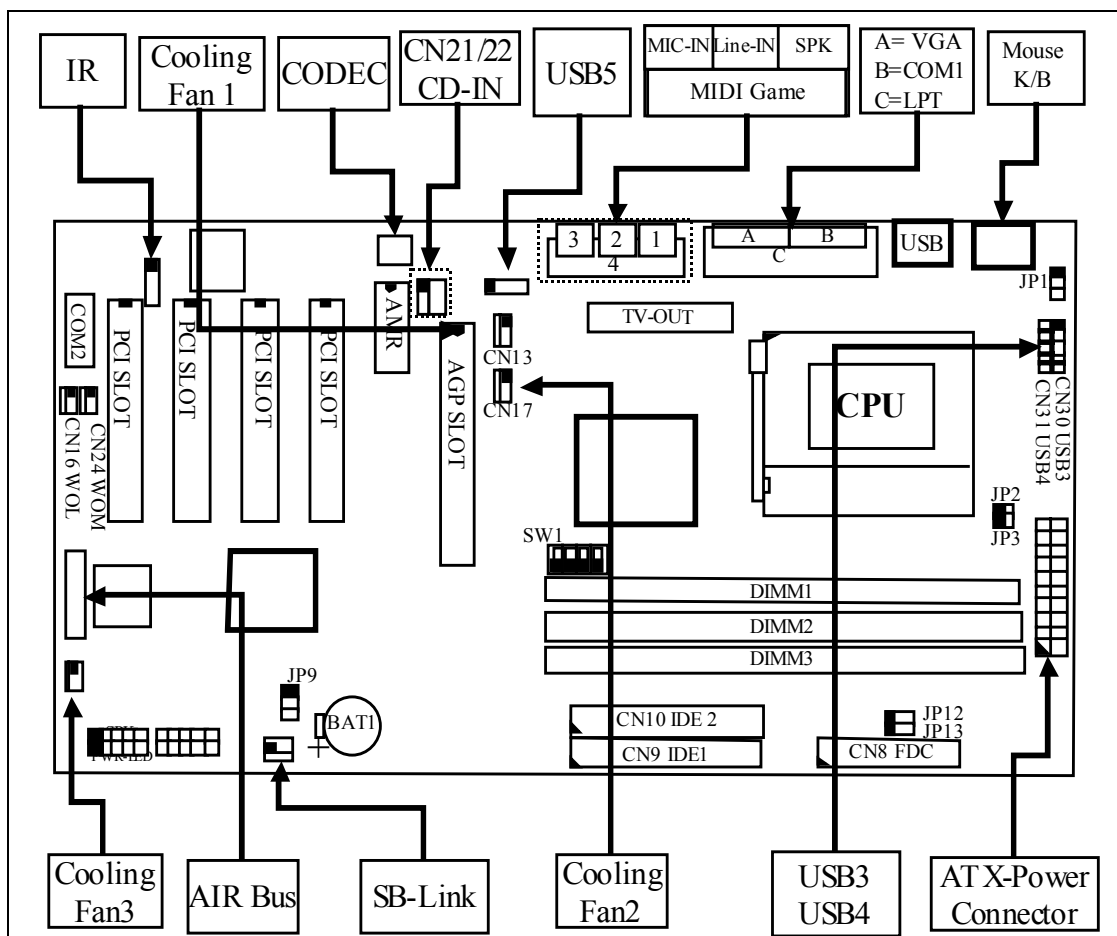 IR
Cooling
Fan 1
CODEC
CN21/22
CD-IN
USB5
MIC-IN Line-IN SPK
MIDI Game
A= VGA
B=COM1
C=LPT
Mouse
K/B
3 2 1
4
A B
C
USB
JP1
COM2
PCI SLOT
PCI SLOT
PCI SLOT
PCI SLOT
AMR
AGP SLOT
CN13
CN17
TV-OUT
CPU
CN30 USB3
CN31 USB4
CN16 WOL
CN24 WOM
JP2
JP3
SW1
DIMM1
DIMM2
DIMM3
JP9
BAT1
CN10 IDE 2
CN9 IDE1
JP12
JP13
CN8 FDC
PWR-LED
Cooling
Fan3
AIR Bus
SB-Link
Cooling
Fan2
USB3
USB4
ATX-Power
Connector